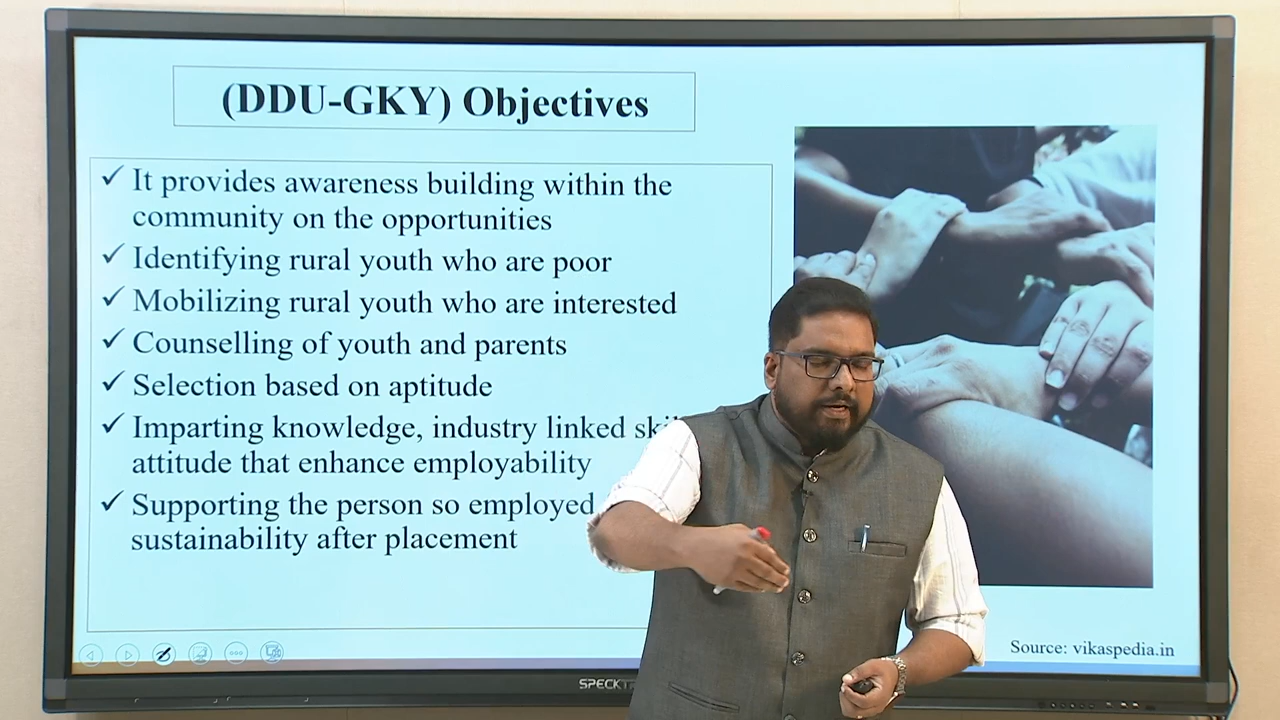 (DDU-GKY) Objectives
✓ It provides awareness building within the
community on the opportunities
✓ Identifying rural youth who are poor
✓ Mobilizing rural youth who are interested
✓ Counselling of youth and parents
✓ Selection based on aptitude
✓ Imparting knowledge, industry linked
attitude that enhance employability
✓ Supporting the person so employed
sustainability after placement
Source: vikaspedia.in